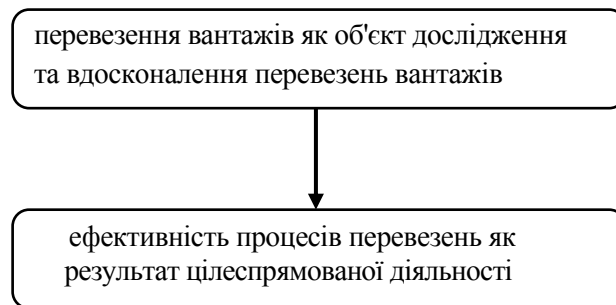 перевезення вантажів як об'єкт дослідження
та вдосконалення перевезень вантажів
ефективність процесів перевезень як
результат цілеспрямованої діяльності